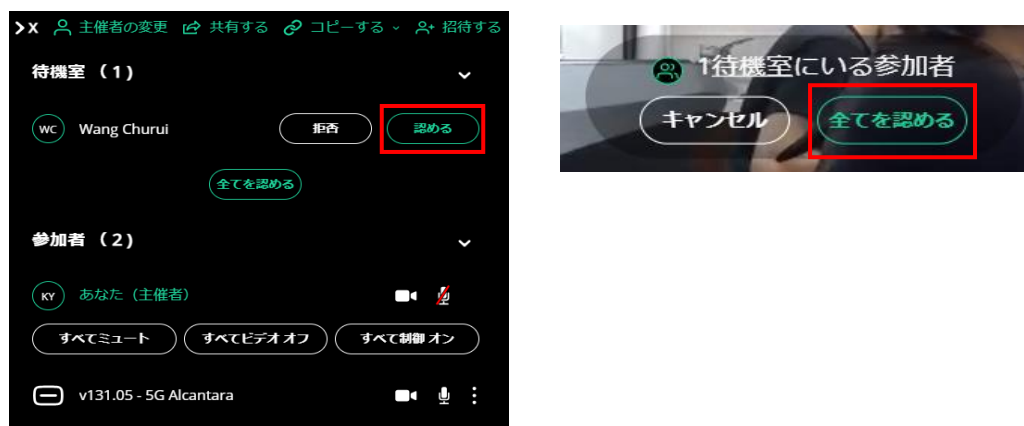 主催者の変更 共有する コピーする 招待する
待機室 (1)
WC Wang Churui 拒否 認める
全てを認める
参加者 (2)
KY あなた(主催者)
すべてミュート すべてビデオ オフ すべて制御 オン
v131.05 - 5G Alcantara
1待機室にいる参加者
キャンセル 全てを認める